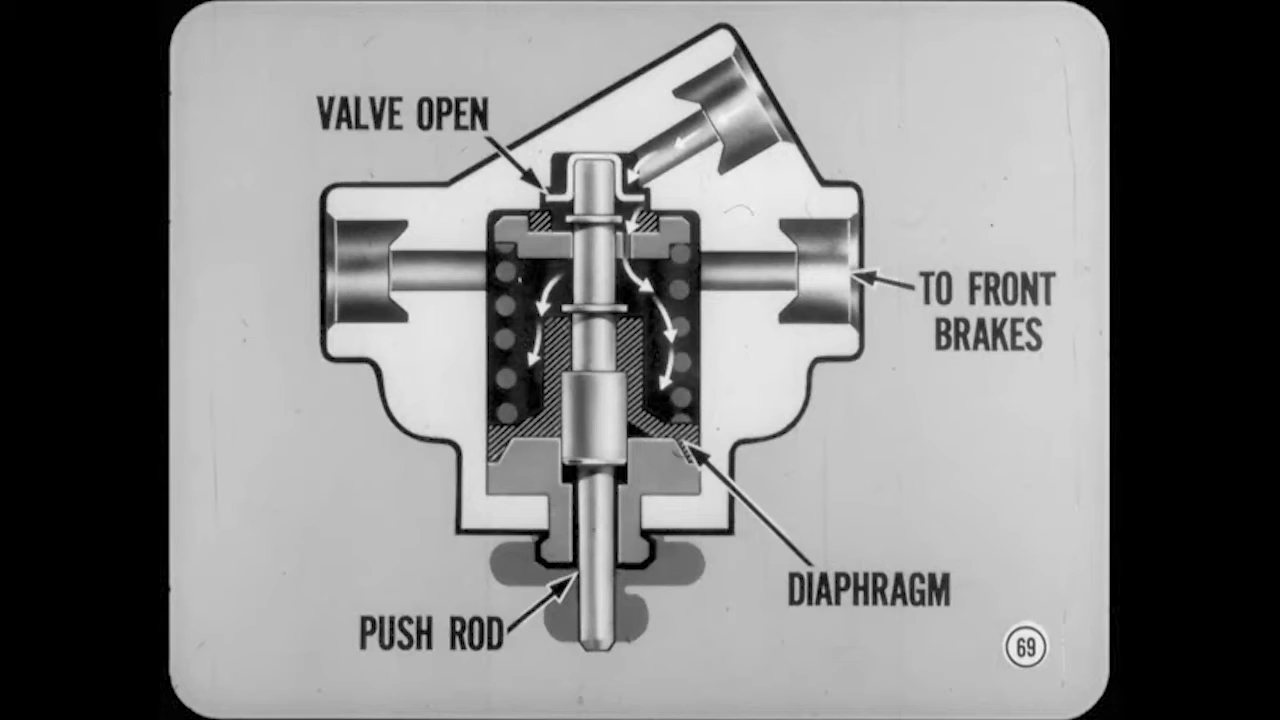 VALVE OPEN
TO FRONT
BRAKES
DIAPHRAGM
PUSH ROD
69